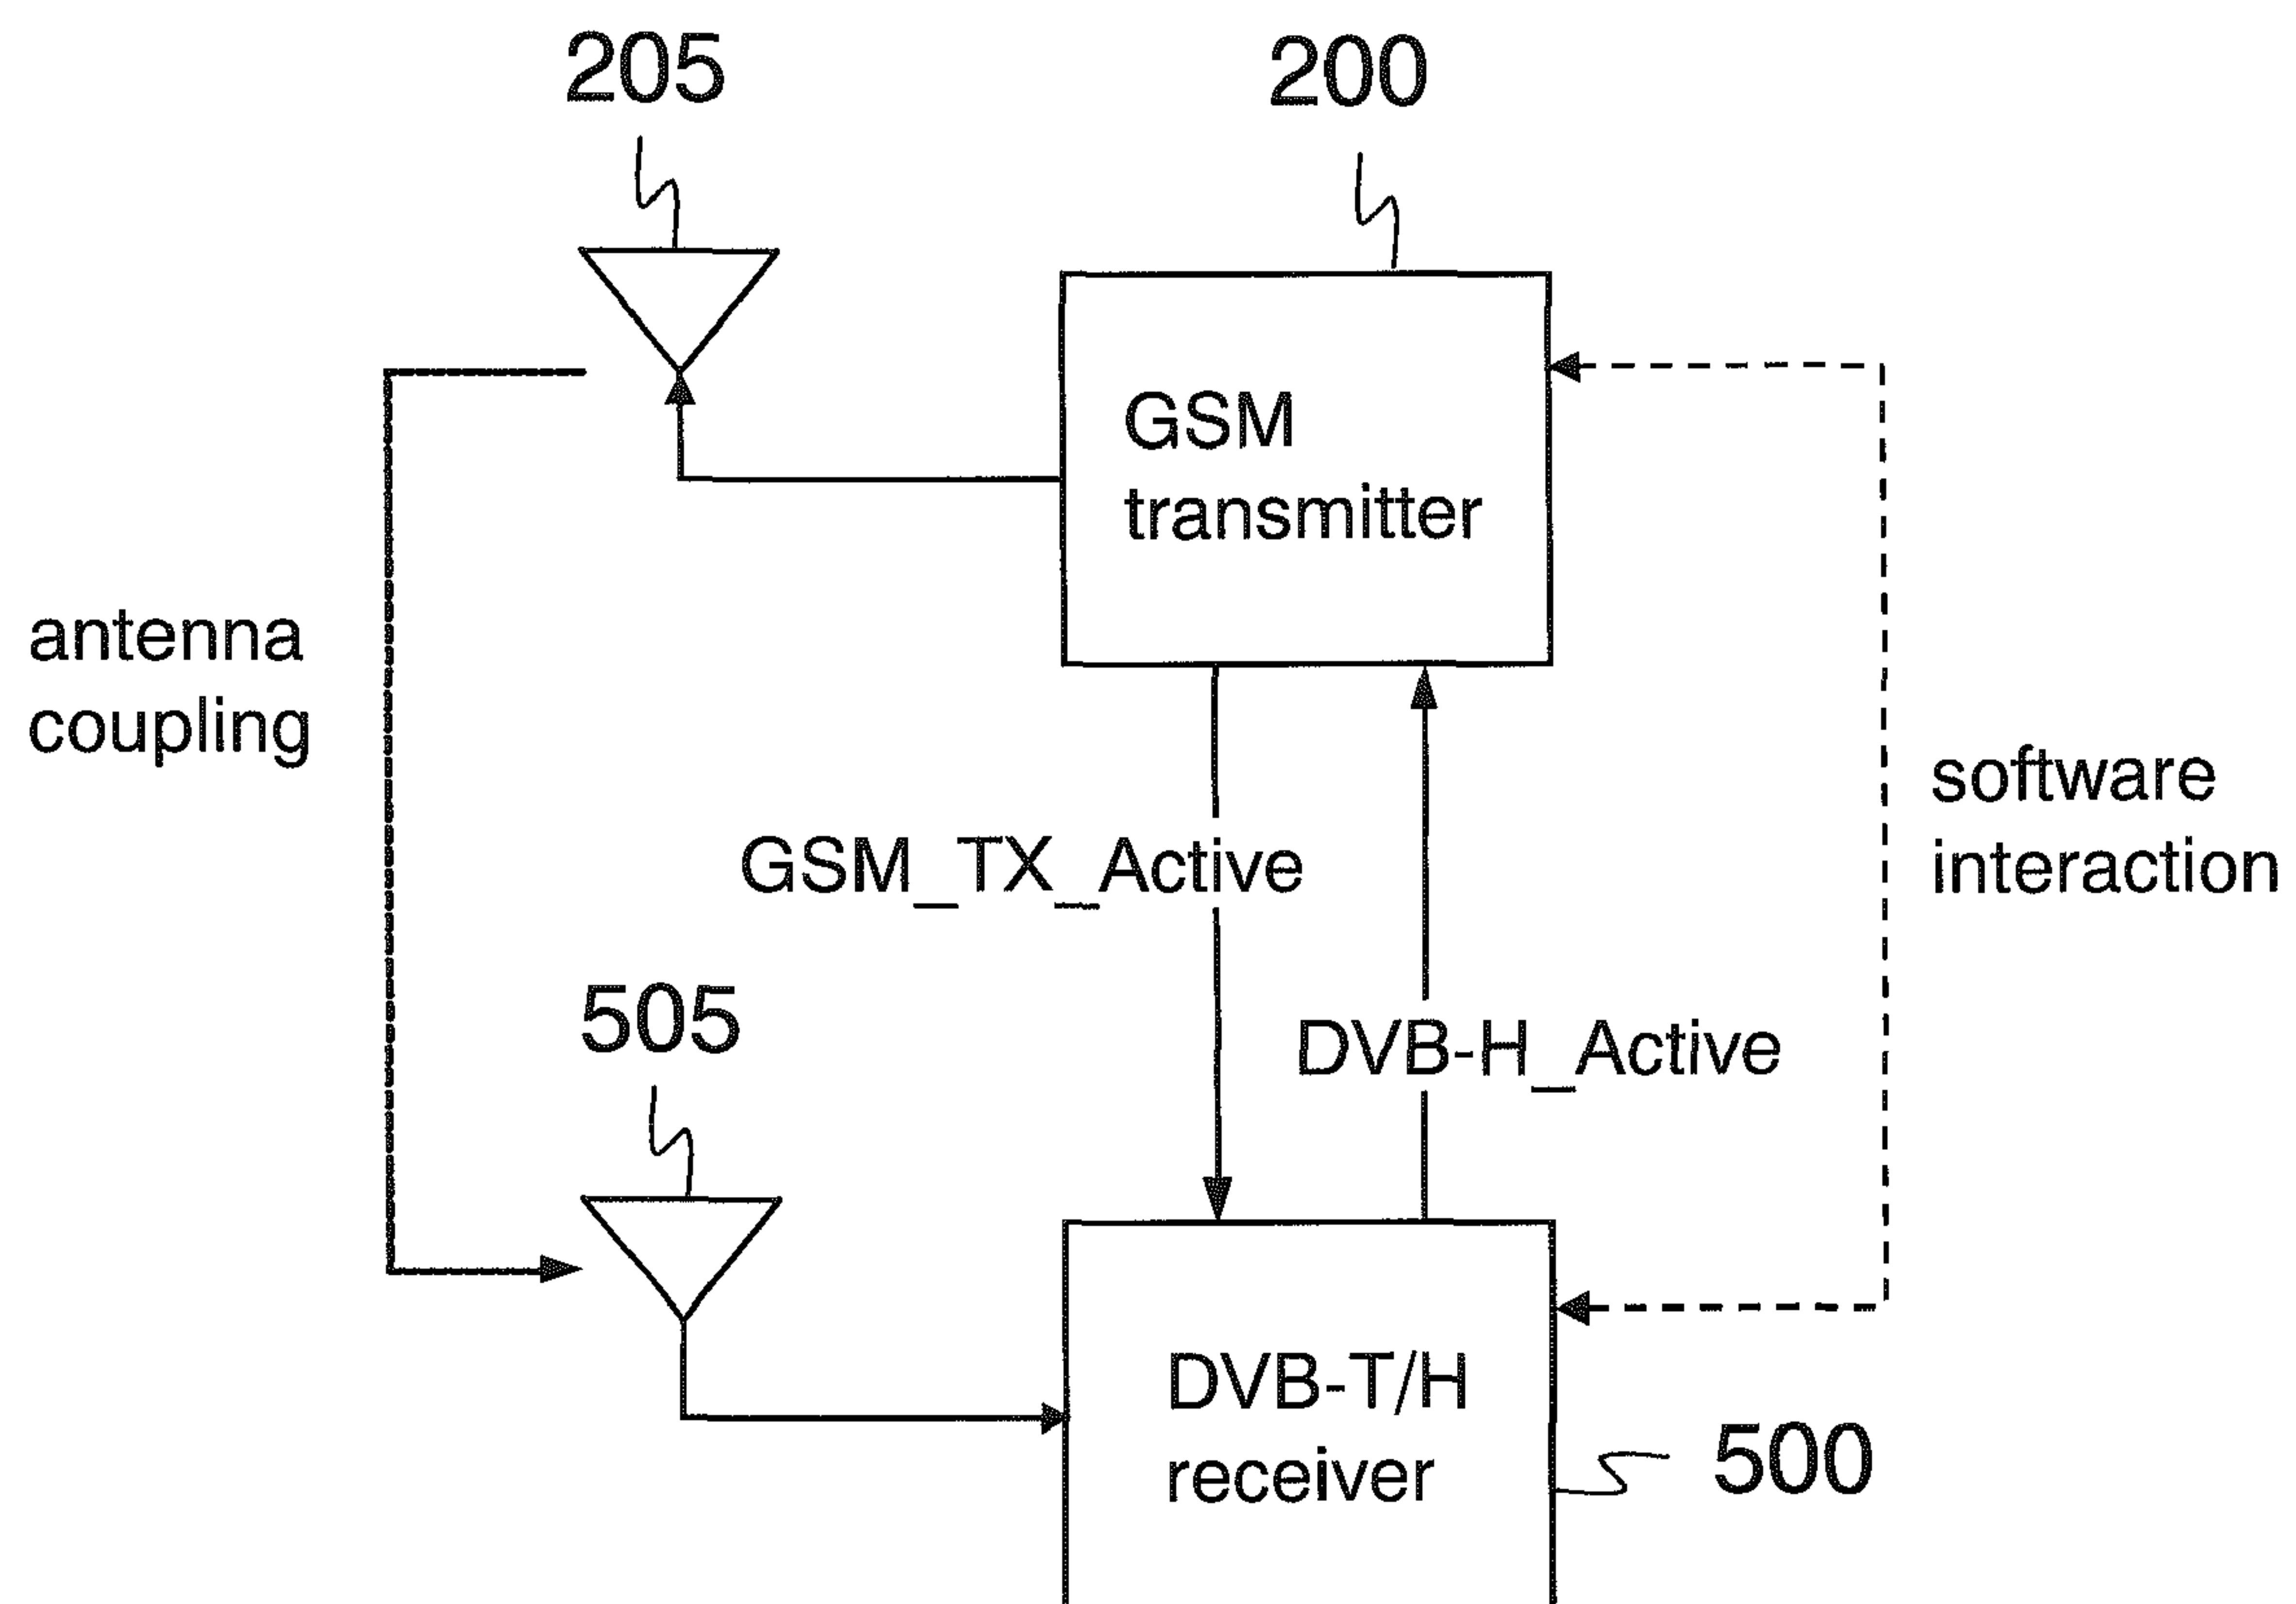 205
200
GSM
transmitter
antenna
coupling
software
interaction
GSM_TX_Active
505
DVB-H_Active
DVB-T/H
receiver
500